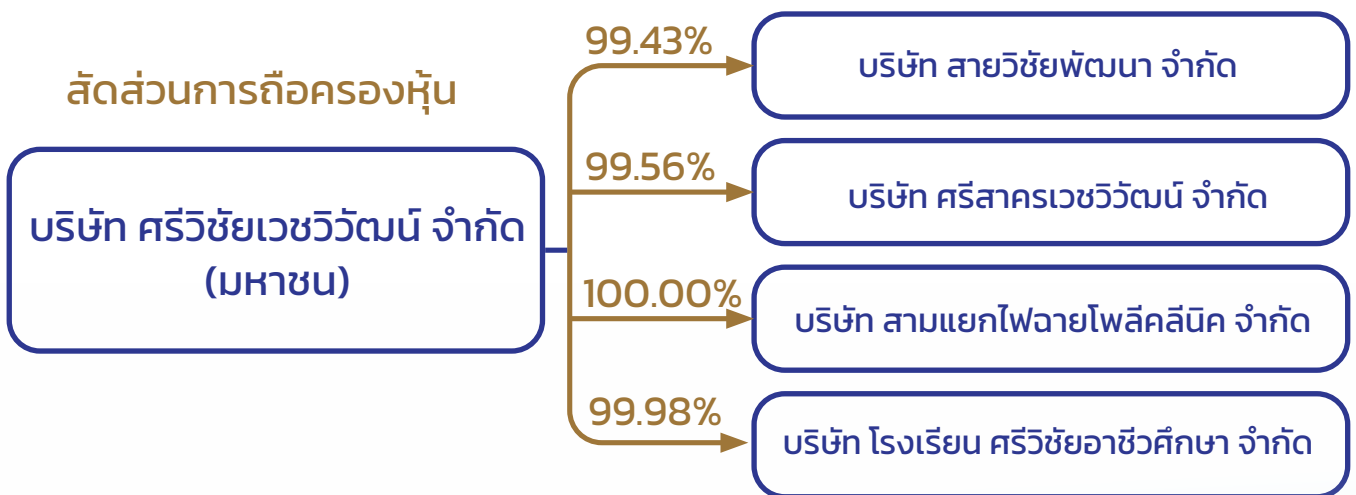 สัดส่วนการถือครองหุ้น
บริษัท ศรีวิชัยเวชวิวัฒน์ จำกัด
(มหาชน)
99.43%
บริษัท สายวิชัยพัฒนา จำกัด
99.56%
บริษัท ศรีสาครเวชวิวัฒน์ จำกัด
100.00%
บริษัท สามแยกไฟฉายโพลีคลีนิค จำกัด
99.98%
บริษัท โรงเรียน ศรีวิชัยอาชีวศึกษา จำกัด